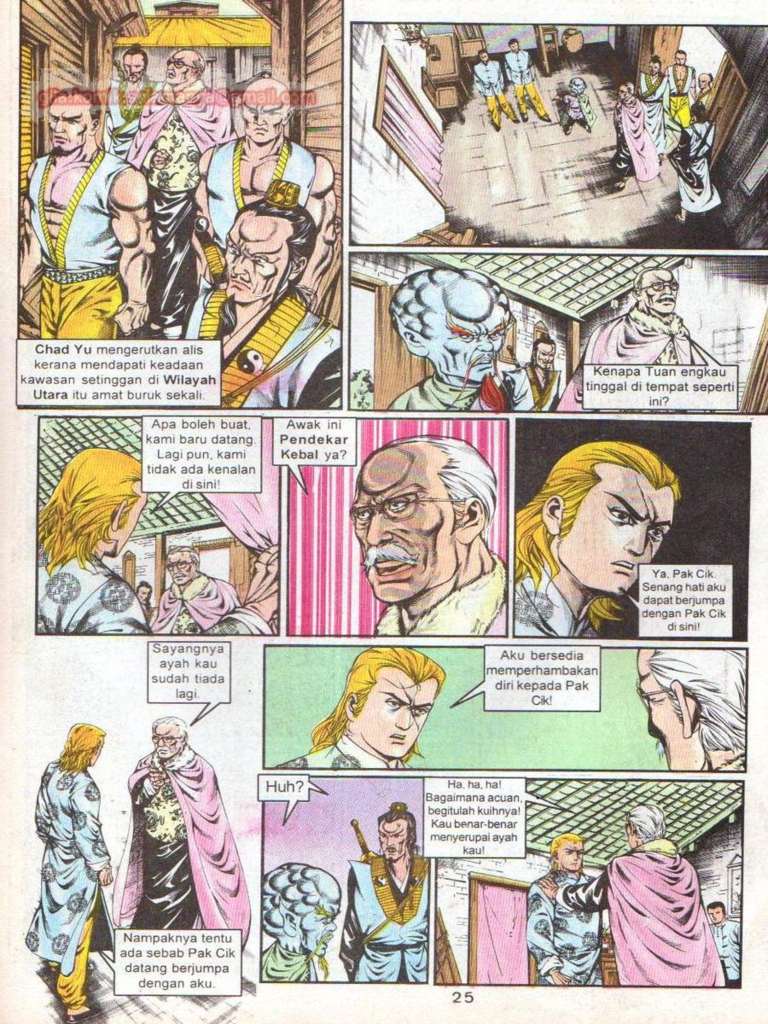 Chad Yu mengerutkan alis
kerana mendapati keadaan
kawasan setinggan di Wilayah
Utara itu amat buruk sekali.
Kenapa Tuan engkau
tinggal di tempat seperti
ini?
Apa boleh buat,
kami baru datang.
Lagi pun, kami
tidak ada kenalan
di sini!
Awak ini
Pendekar
Kebal ya?
Ya, Pak Cik.
Senang hati aku
dapat berjumpa
dengan Pak Cik
di sini!
Sayangnya
ayah kau
sudah tiada
lagi.
Nampaknya tentu
ada sebab Pak Cik
datang berjumpa
dengan aku.
Aku bersedia
memperhambakan
diri kepada Pak
Cik!
Huh?
Ha, ha, ha!
Bagaimana acuan,
begitulah kuihnya!
Kau benar-benar
menyerupai ayah
kau!
25